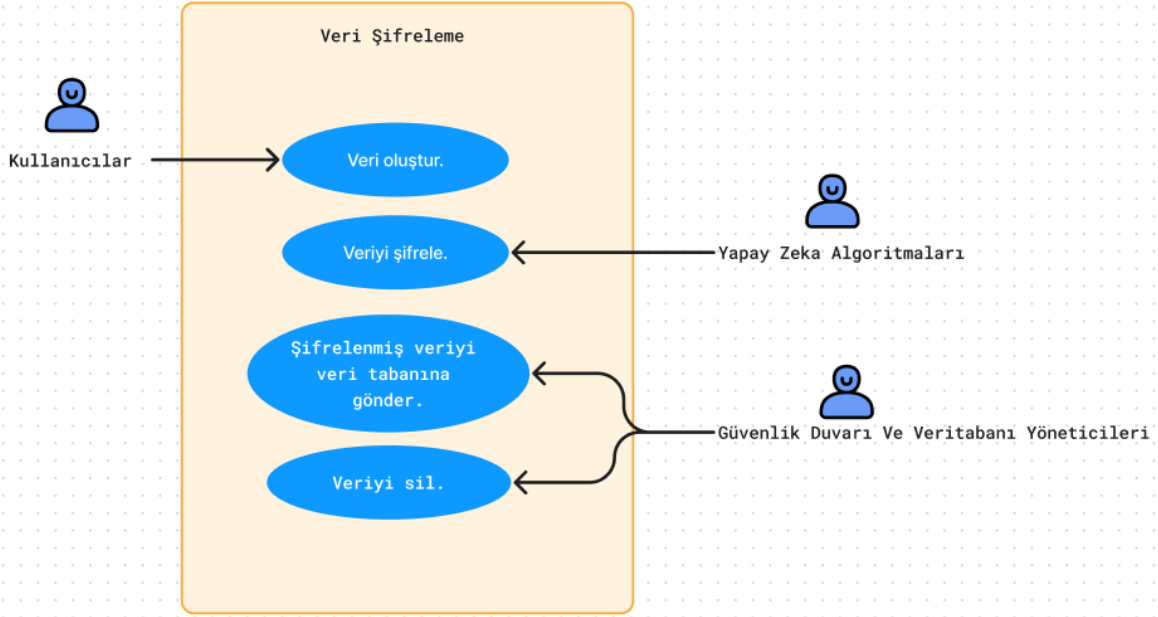 Veri Şifreleme
Kullanıcılar
Veri oluştur.
Veriyi şifrele.
Yapay Zeka Algoritmaları
Şifrelenmiş veriyi
veri tabanına
gönder.
Güvenlik Duvarı Ve Veritabanı Yöneticileri
Veriyi sil.